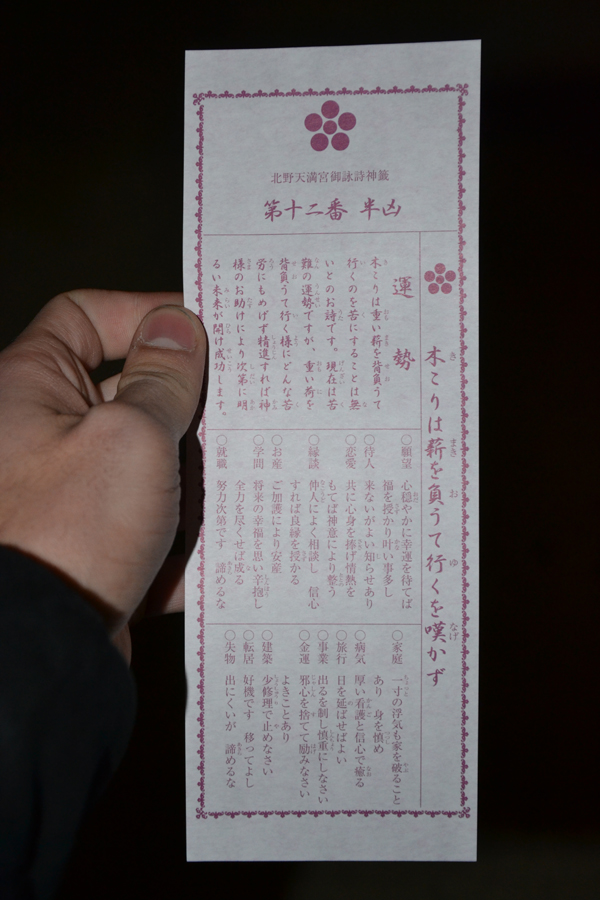 北野天満宮御詠詩神籤
第十二番 半凶
木こりは薪を負うて行くを嘆かず
運勢
木こりは重い薪を背負うて
行くのを苦にすることは無
いとのお詩です。現在は苦
難の運勢ですが、重い荷を
背負うて行く様にどんな苦
労にもめげず精進すれば神
様のお助けにより次第に明
るい未来が開け成功します。
○願望 心穏やかに幸運を待てば
福を授かり叶い事多し
○待人 来ないがよい知らせあり
○恋愛 共に心身を捧げ情熱を
もてば神意により整う
○縁談 仲人によく相談し 信心
すれば良縁を授かる
○お産 ご加護により安産
○学問 将来の幸福を思い辛抱し
全力を尽くせば成る
○就職 努力次第です 諦めるな
○家庭 一寸の浮気も家を破ること
あり 身を慎め
○病気 厚い看護と信心で癒る
○旅行 日を延ばせばよい
○事業 出るを制し慎重にしなさい
○金運 邪心を捨てて励みなさい
よきことあり
○建築 少修理で止めなさい
○転居 好機です 移ってよし
○失物 出にくいが 諦めるな